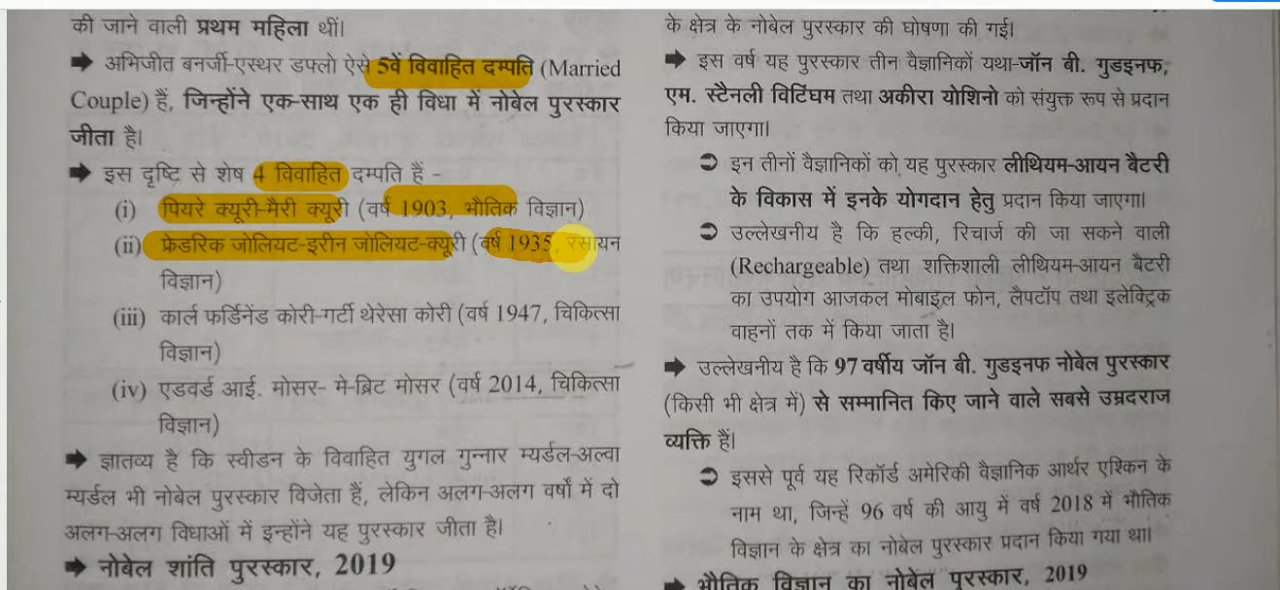 की जाने वाली प्रथम महिला थीं।
➡ अभिजीत बनर्जी-एस्थर डफ्लो ऐसे 5वें विवाहित दम्पति (Married
Couple) हैं, जिन्होंने एक-साथ एक ही विधा में नोबेल पुरस्कार
जीता है।
➡ इस दृष्टि से शेष 4 विवाहित दम्पति हैं -
(i) पियरे क्यूरी-मैरी क्यूरी (वर्ष 1903, भौतिक विज्ञान)
(ii) फ्रेडरिक जोलियट-इरीन जोलियट-क्यूरी (वर्ष 1935, रसायन
विज्ञान)
(iii) कार्ल फर्डिनेंड कोरी-गर्टी थेरेसा कोरी (वर्ष 1947, चिकित्सा
विज्ञान)
(iv) एडवर्ड आई. मोसर- मे-ब्रिट मोसर (वर्ष 2014, चिकित्सा
विज्ञान)
➡ ज्ञातव्य है कि स्वीडन के विवाहित युगल गुन्नार म्यर्डल-अल्वा
म्यर्डल भी नोबेल पुरस्कार विजेता हैं, लेकिन अलग-अलग वर्षों में दो
अलग-अलग विधाओं में इन्होंने यह पुरस्कार जीता है।
➡ नोबेल शांति पुरस्कार, 2019
के क्षेत्र के नोबेल पुरस्कार की घोषणा की गई।
➡ इस वर्ष यह पुरस्कार तीन वैज्ञानिकों यथा-जॉन बी. गुडइनफ,
एम. स्टैनली विटिंघम तथा अकीरा योशिनो को संयुक्त रूप से प्रदान
किया जाएगा।
➲ इन तीनों वैज्ञानिकों को यह पुरस्कार लीथियम-आयन बैटरी
के विकास में इनके योगदान हेतु प्रदान किया जाएगा।
➲ उल्लेखनीय है कि हल्की, रिचार्ज की जा सकने वाली
(Rechargeable) तथा शक्तिशाली लीथियम-आयन बैटरी
का उपयोग आजकल मोबाइल फोन, लैपटॉप तथा इलेक्ट्रिक
वाहनों तक में किया जाता है।
➡ उल्लेखनीय है कि 97 वर्षीय जॉन बी. गुडइनफ नोबेल पुरस्कार
(किसी भी क्षेत्र में) से सम्मानित किए जाने वाले सबसे उम्रदराज
व्यक्ति हैं।
➲ इससे पूर्व यह रिकॉर्ड अमेरिकी वैज्ञानिक आर्थर एश्किन के
नाम था, जिन्हें 96 वर्ष की आयु में वर्ष 2018 में भौतिक
विज्ञान के क्षेत्र का नोबेल पुरस्कार प्रदान किया गया था।
➡ भौतिक विज्ञान का नोबेल पुरस्कार, 2019